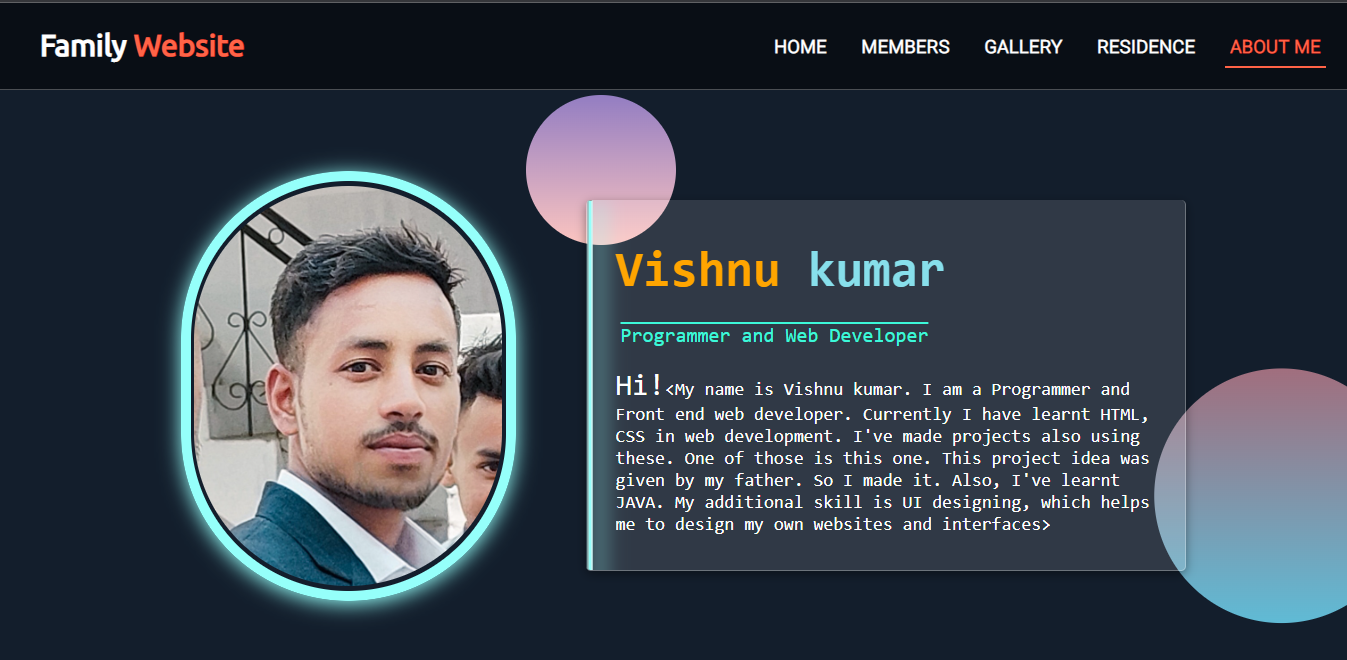 Family Website
HOME MEMBERS GALLERY RESIDENCE ABOUT ME
Vishnu kumar
Programmer and Web Developer
Hi!<My name is Vishnu kumar. I am a Programmer and
Front end web developer. Currently I have learnt HTML,
CSS in web development. I've made projects also using
these. One of those is this one. This project idea was
given by my father. So I made it. Also, I've learnt
JAVA. My additional skill is UI designing, which helps
me to design my own websites and interfaces>